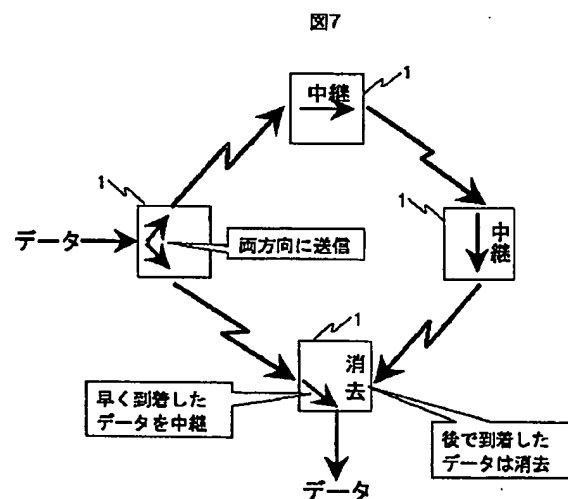 図7
1
中継
1
1
データ
両方向に送信
中継
1
消去
早く到着した
データを中継
後で到着した
データは消去
データ